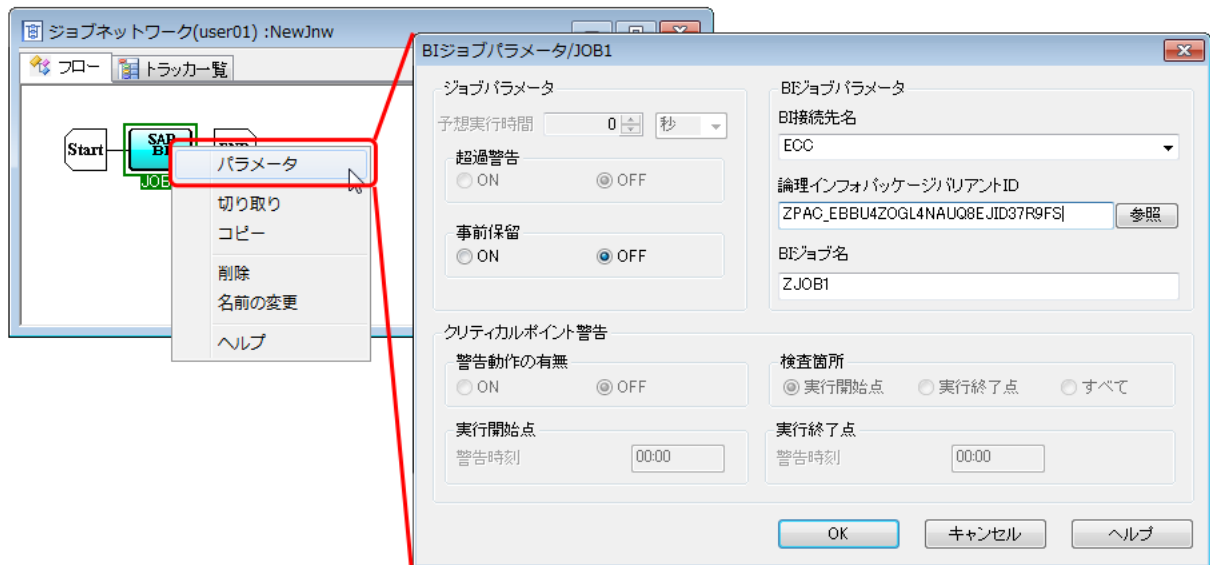 ジョブネットワーク(user01) :NewJnw
フロー
トラッカ一覧
Start
SAP
BI
パラメータ
切り取り
コピー
削除
名前の変更
ヘルプ
BIジョブパラメータ/JOB1
ジョブパラメータ
予想実行時間 0 秒
超過警告
ON OFF
事前保留
ON OFF
BIジョブパラメータ
BI接続先名
ECC
論理インフォパッケージバリアントID
ZPAC_EBBU4ZOGL4NAUQ8EJID37R9FS 参照
BIジョブ名
ZJOB1
クリティカルポイント警告
警告動作の有無
ON OFF
検査箇所
実行開始点 実行終了点 すべて
実行開始点
警告時刻 00:00
実行終了点
警告時刻 00:00
OK キャンセル ヘルプ